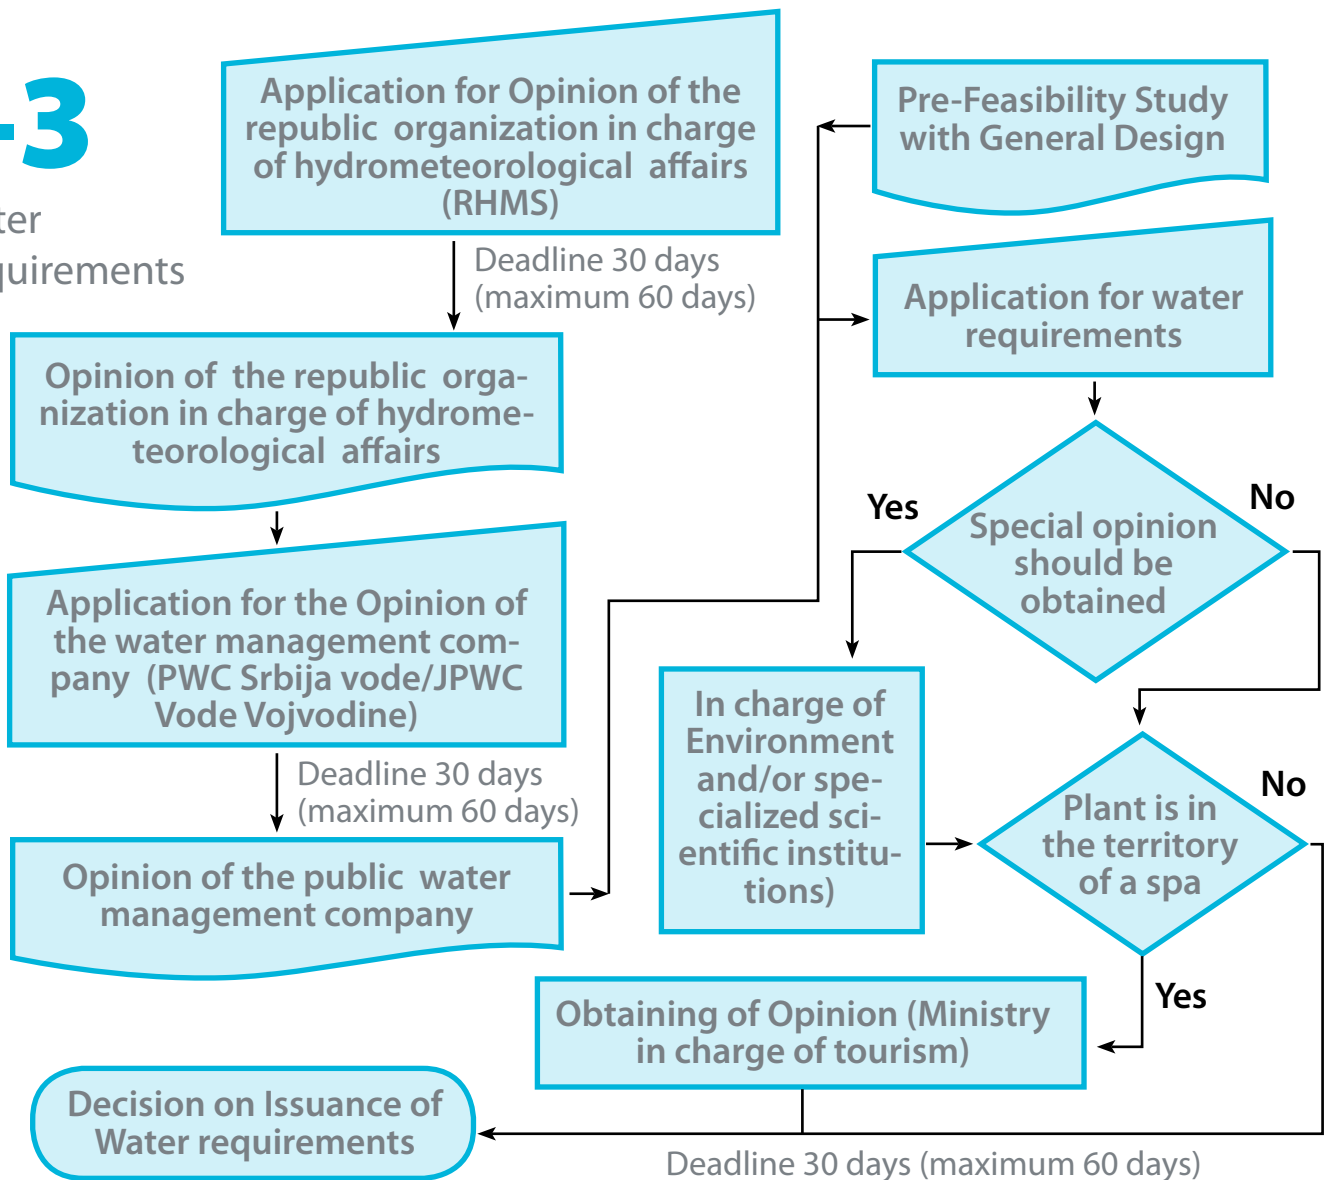 -3
ter
quirements
Application for Opinion of the
republic organization in charge
of hydrometeorological affairs
(RHMS)
Deadline 30 days
(maximum 60 days)
Opinion of the republic orga-
nization in charge of hydrome-
teorological affairs
Application for the Opinion of
the water management com-
pany (PWC Srbija vode/JPWC
Vode Vojvodine)
Deadline 30 days
(maximum 60 days)
Opinion of the public water
management company
Pre-Feasibility Study
with General Design
Application for water
requirements
Yes
No
Special opinion
should be
obtained
In charge of
Environment
and/or spe-
cialized sci-
entific institu-
tions)
No
Plant is in
the territory
of a spa
Yes
Obtaining of Opinion (Ministry
in charge of tourism)
Decision on Issuance of
Water requirements
Deadline 30 days (maximum 60 days)